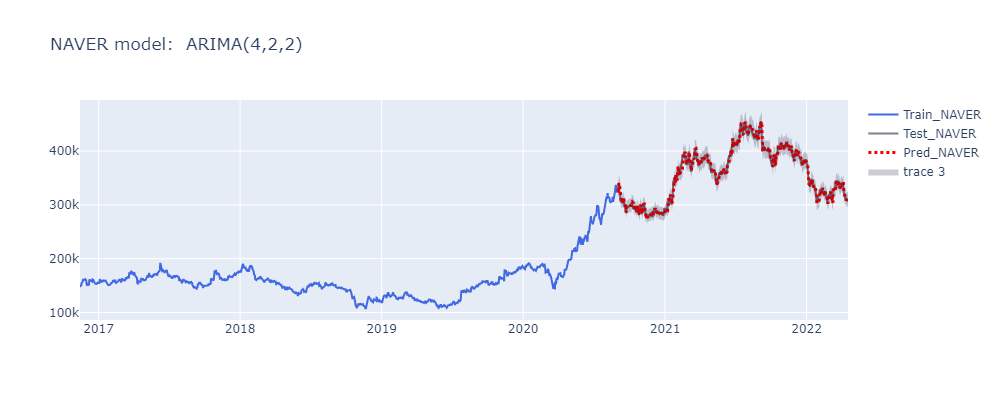 NAVER model:  ARIMA(4,2,2)
Train_NAVER
Test_NAVER
Pred_NAVER
trace 3
400k
300k
200k
100k
2017
2018
2019
2020
2021
2022